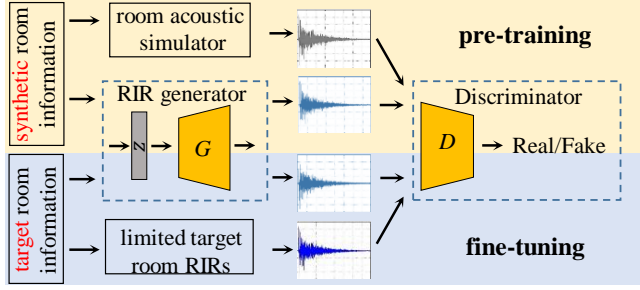 synthetic room
information
room acoustic
simulator
pre-training
RIR generator
z
G
Discriminator
D
Real/Fake
target room
information
limited target
room RIRs
fine-tuning